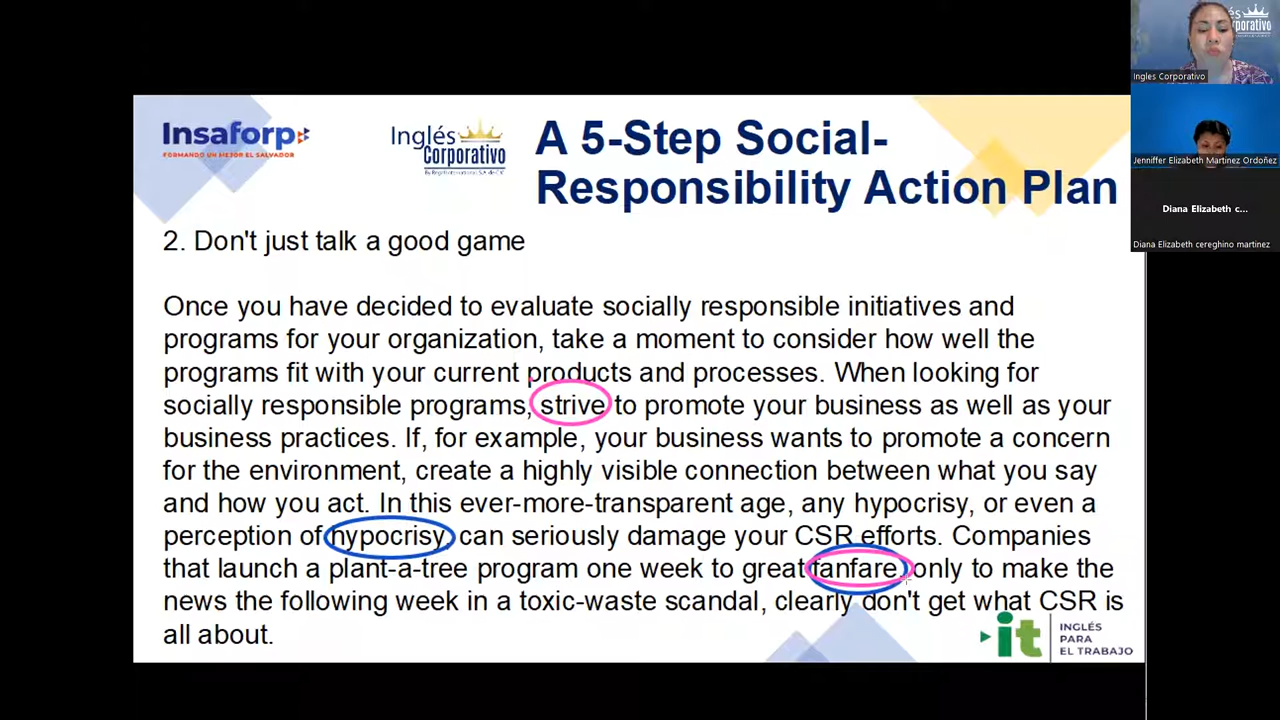 Insaforp
FORMANDO UN MEJOR EL SALVADOR
Inglés
Corporativo
A 5-Step Social-
Responsibility Action Plan
2. Don't just talk a good game
Once you have decided to evaluate socially responsible initiatives and
programs for your organization, take a moment to consider how well the
programs fit with your current products and processes. When looking for
socially responsible programs, strive to promote your business as well as your
business practices. If, for example, your business wants to promote a concern
for the environment, create a highly visible connection between what you say
and how you act. In this ever-more-transparent age, any hypocrisy, or even a
perception of hypocrisy, can seriously damage your CSR efforts. Companies
that launch a plant-a-tree program one week to great fanfare, only to make the
news the following week in a toxic-waste scandal, clearly don't get what CSR is
all about.
it
INGLÉS
PARA
EL TRABAJO
Ingles Corporativo
Jenniffer Elizabeth Martinez Ordoñez
Diana Elizabeth c...
Diana Elizabeth cereghino martinez